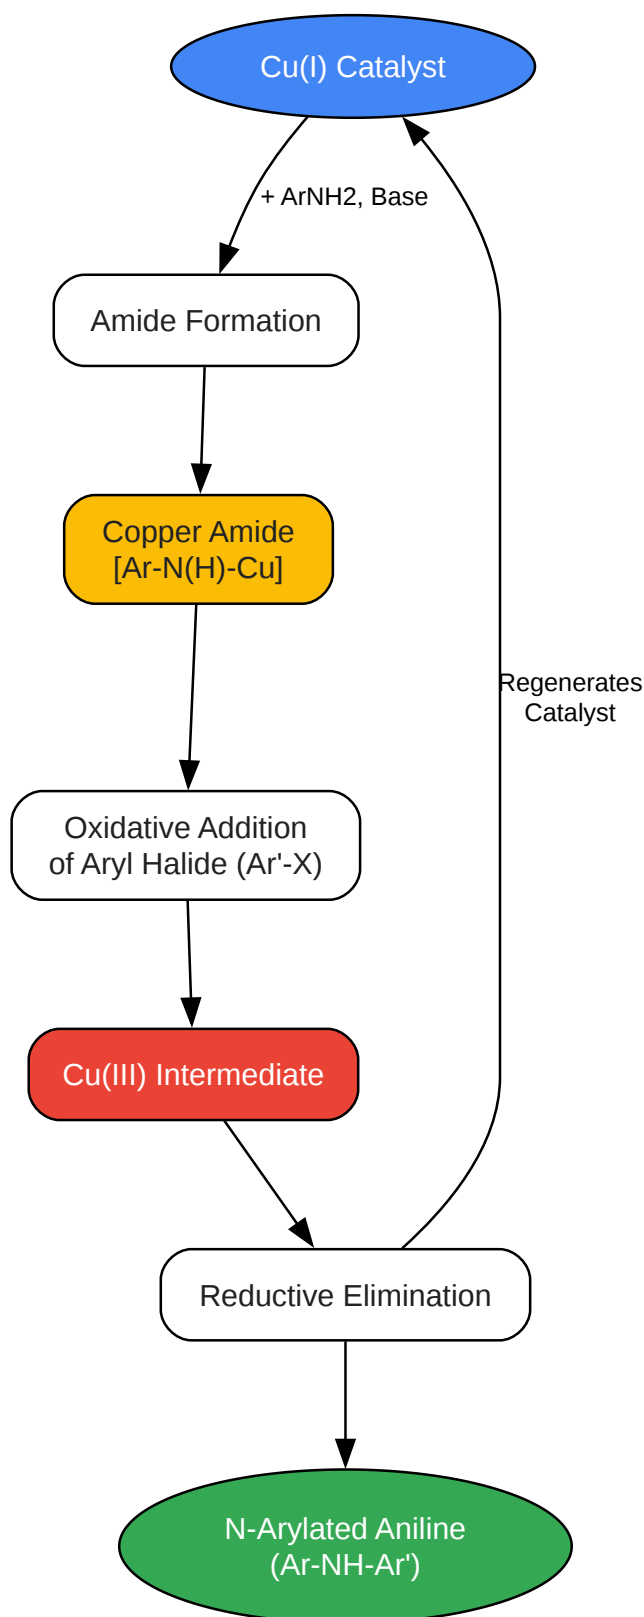 Cu(I) Catalyst
+ ArNH2, Base
Amide Formation
Copper Amide
[Ar-N(H)-Cu]
Regenerates
Catalyst
Oxidative Addition
of Aryl Halide (Ar'-X)
Cu(III) Intermediate
Reductive Elimination
N-Arylated Aniline
(Ar-NH-Ar')